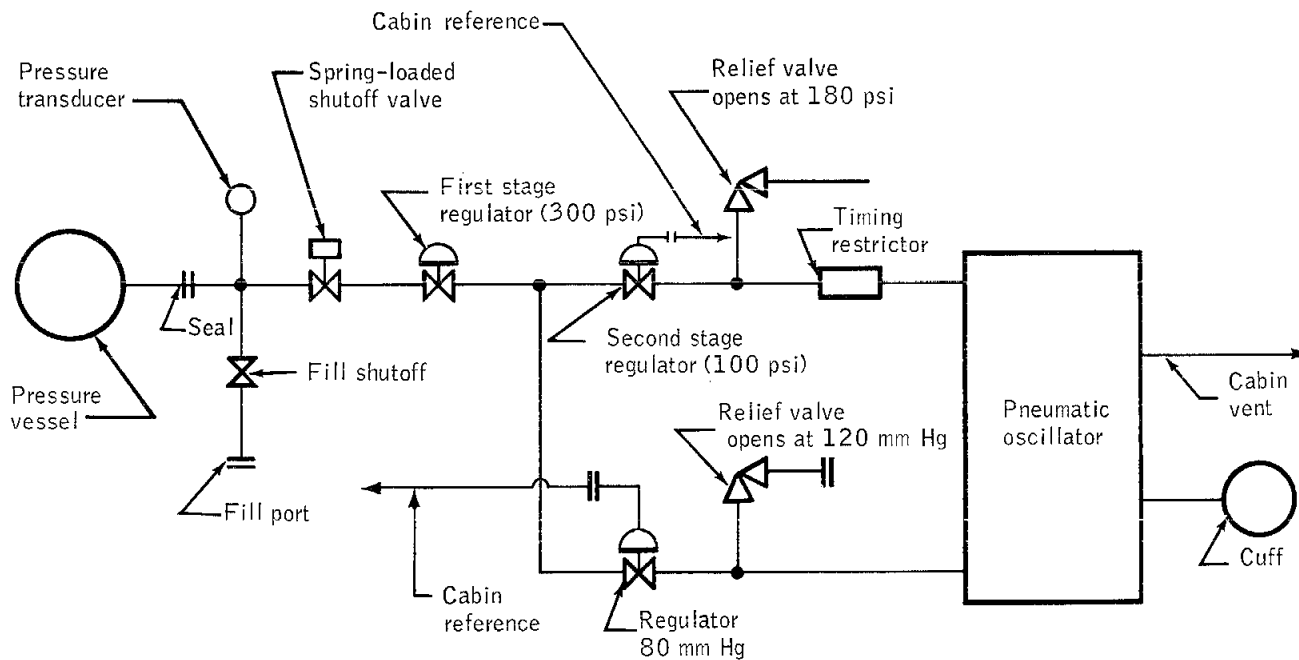 Cabin reference
Pressure
transducer
Spring-loaded
shutoff valve
Relief valve
opens at 180 psi
First stage
regulator (300 psi)
Timing
restrictor
Seal
Second stage
regulator (100 psi)
Fill shutoff
Pressure
vessel
Relief valve
opens at 120 mm Hg
Pneumatic
oscillator
Cabin
vent
Fill port
Cuff
Cabin
reference
Regulator
80 mm Hg